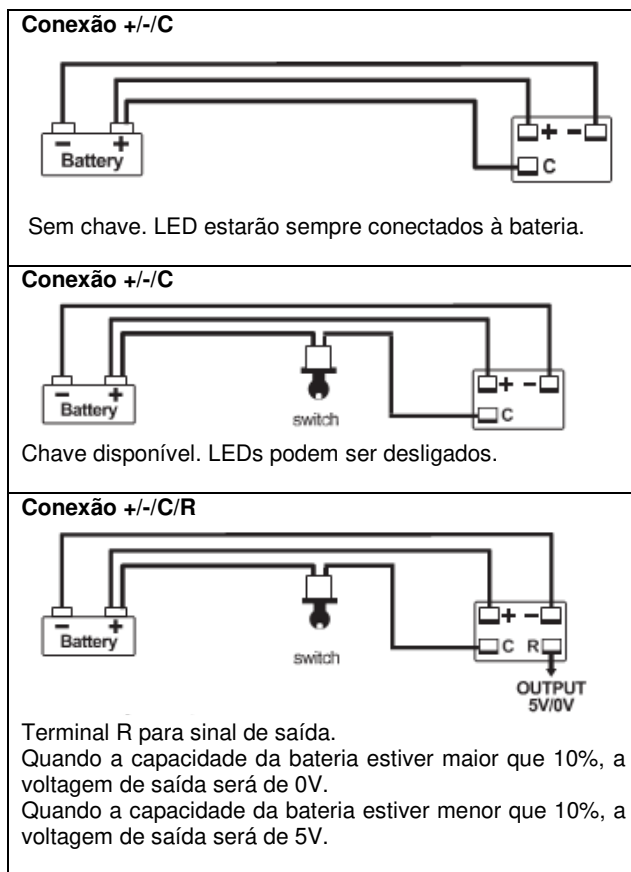 Conexão +/-/C
+ -
- +
Battery
C
Sem chave. LED estarão sempre conectados à bateria.
Conexão +/-/C
- +
Battery
switch
+ -
C
Chave disponível. LEDs podem ser desligados.
Conexão +/-/C/R
- +
Battery
switch
+ -
C R
OUTPUT
5V/0V
Terminal R para sinal de saída.
Quando a capacidade da bateria estiver maior que 10%, a
voltagem de saída será de 0V.
Quando a capacidade da bateria estiver menor que 10%, a
voltagem de saída será de 5V.